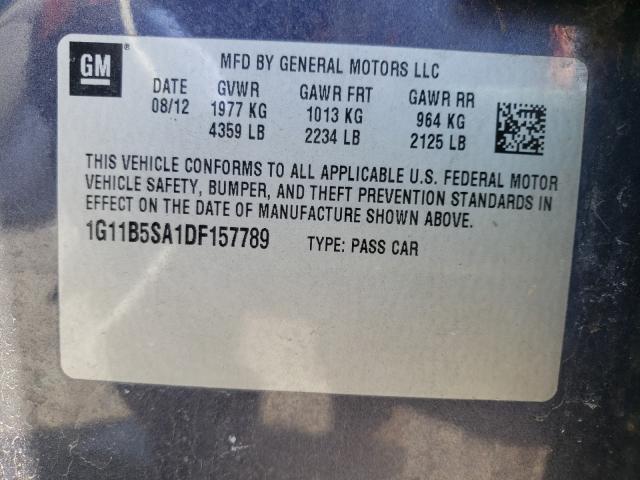 GM®
MFD BY GENERAL MOTORS LLC
DATE GVWR GAWR FRT GAWR RR
08/12 1977 KG 1013 KG 964 KG
4359 LB 2234 LB 2125 LB
THIS VEHICLE CONFORMS TO ALL APPLICABLE U.S. FEDERAL MOTOR
VEHICLE SAFETY, BUMPER, AND THEFT PREVENTION STANDARDS IN
EFFECT ON THE DATE OF MANUFACTURE SHOWN ABOVE.
1G11B5SA1DF157789 TYPE: PASS CAR